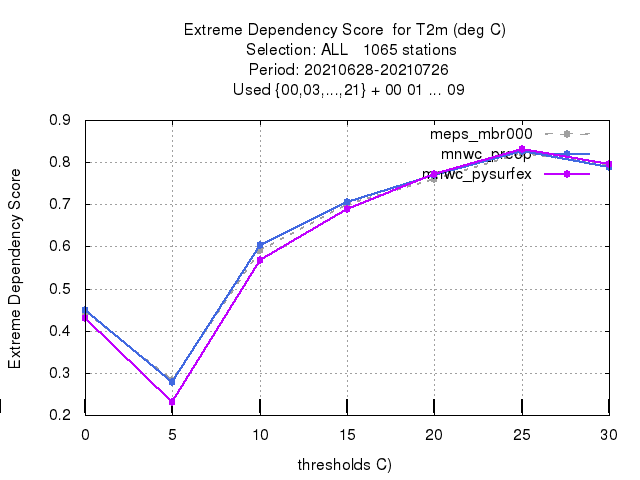 Extreme Dependency Score  for T2m (deg C)
Selection: ALL   1065 stations
Period: 20210628-20210726
Used {00,03,...,21} + 00 01 ... 09
meps_mbr000
mnwc_preop
mnwc_pysurfex
Extreme Dependency Score
0.9
0.8
0.7
0.6
0.5
0.4
0.3
0.2
0 5 10 15 20 25 30
thresholds C)